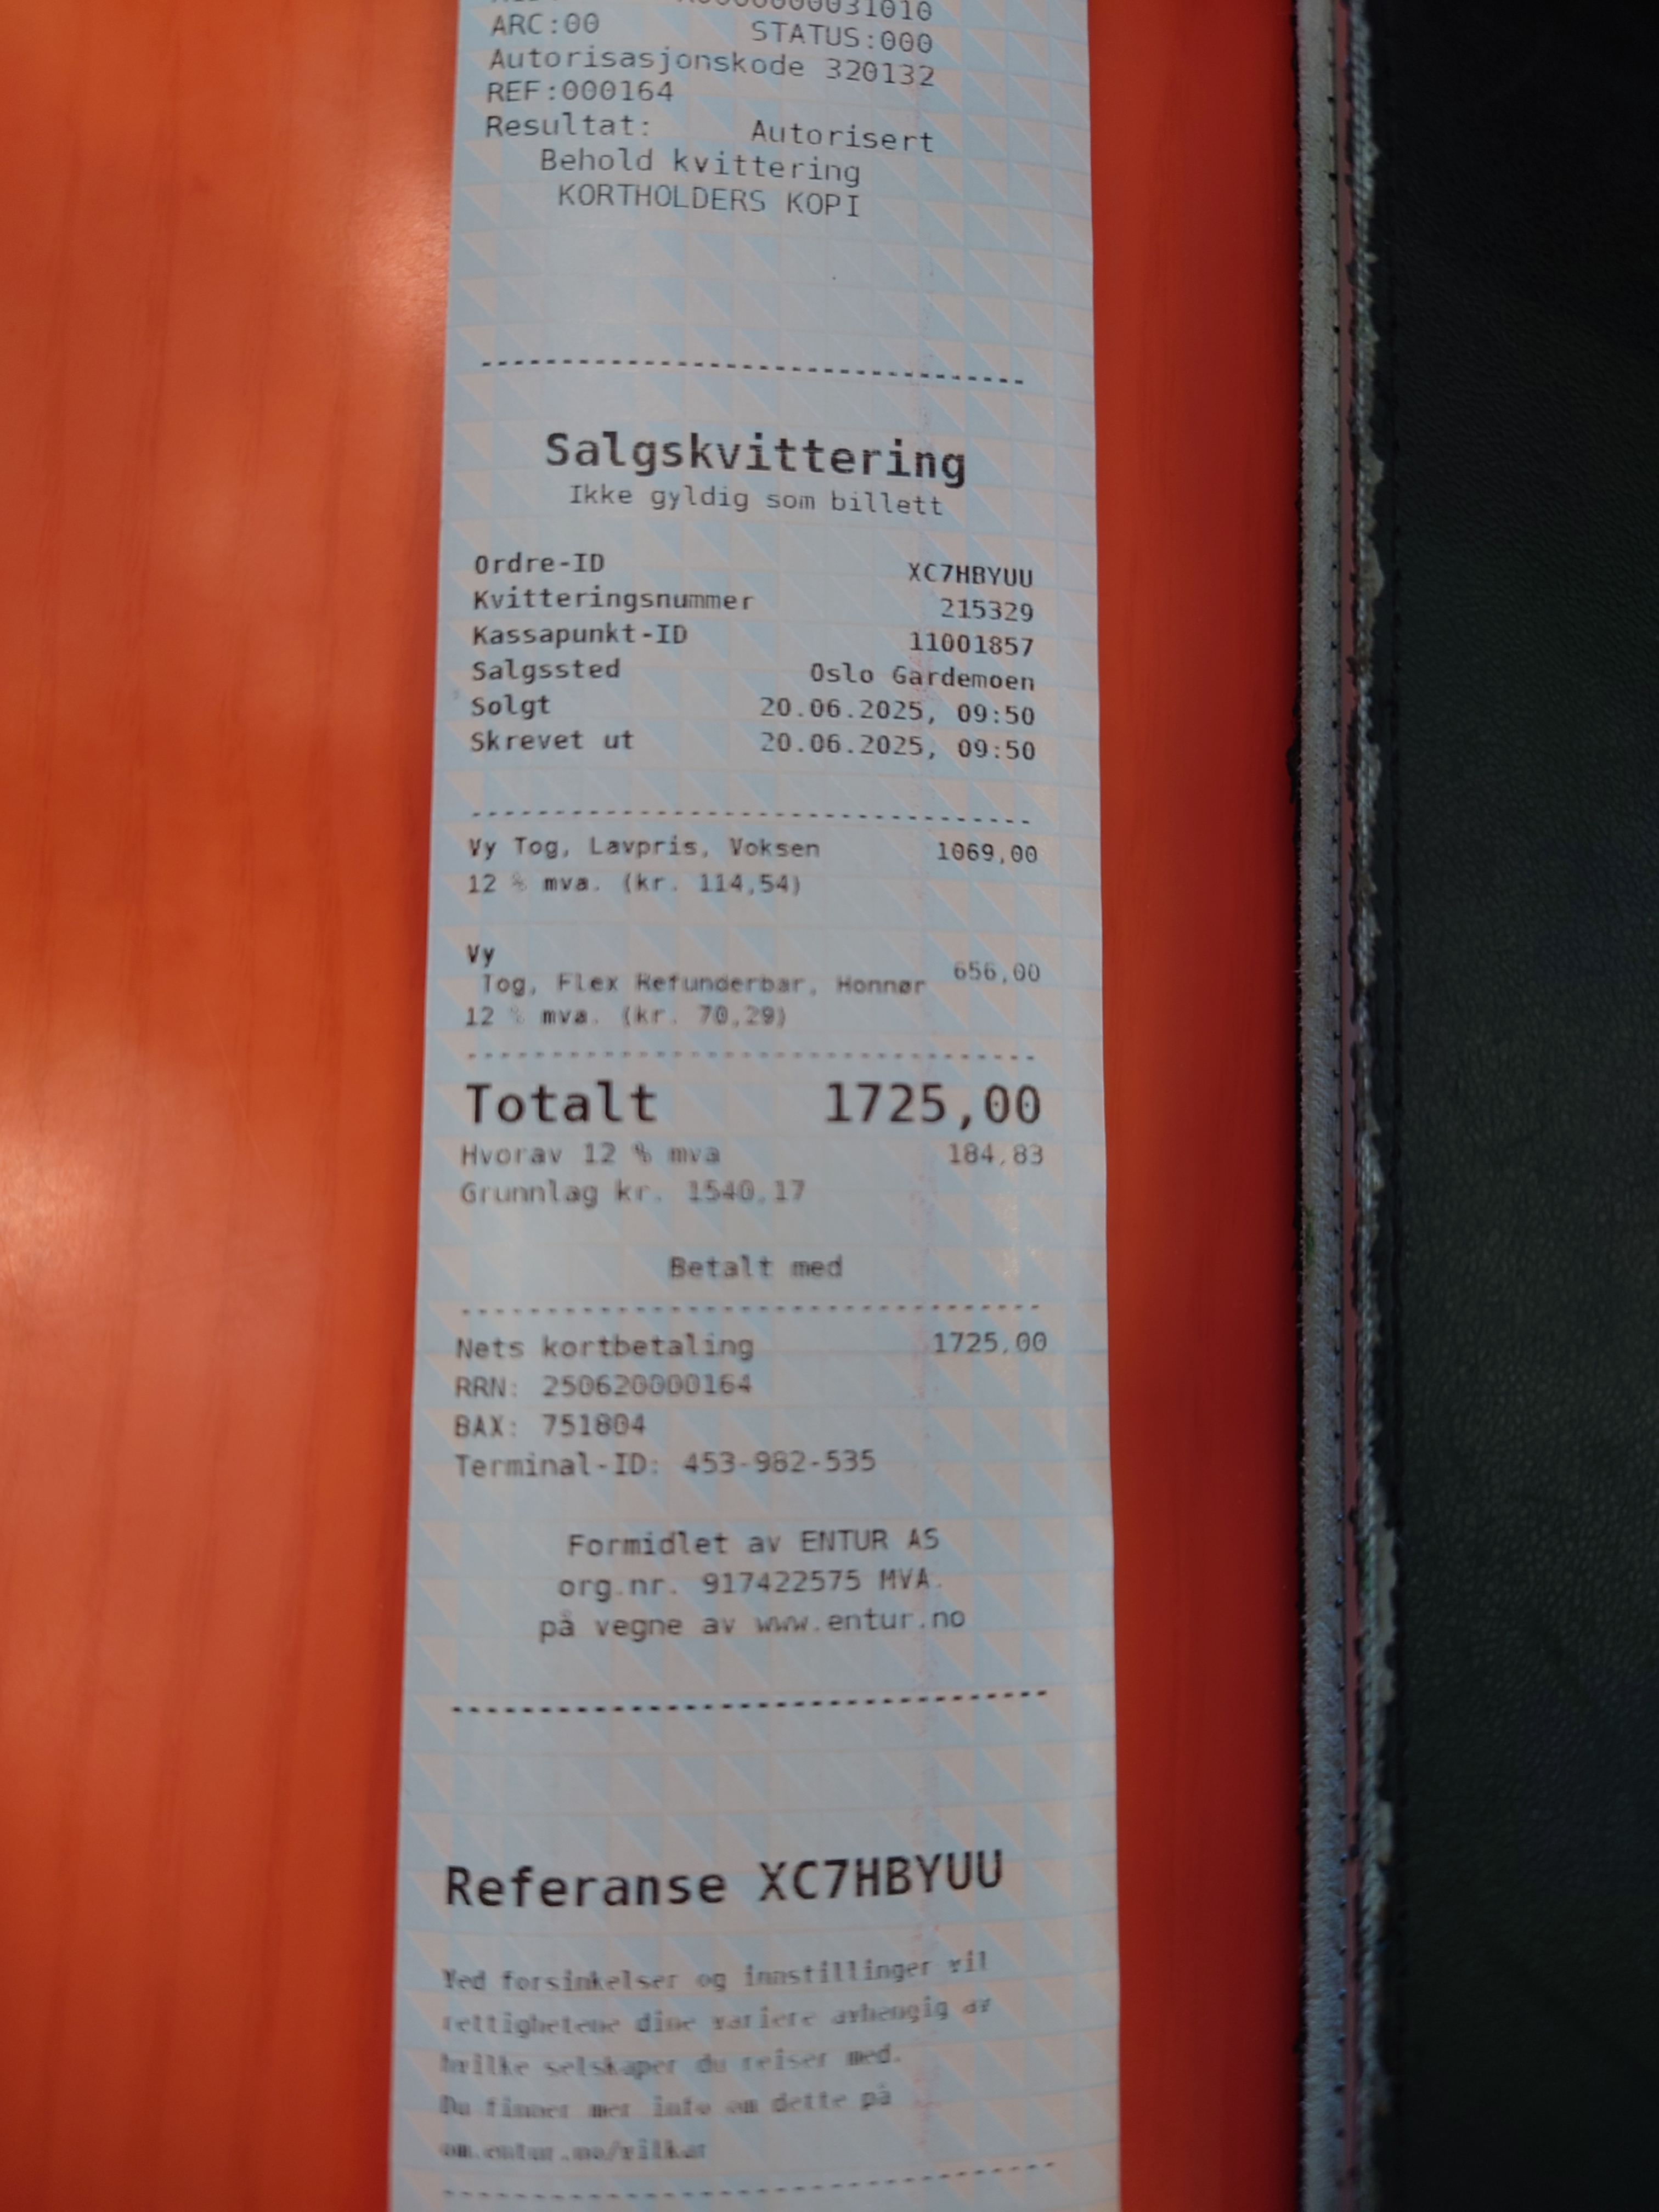 0000000031010
ARC:00 STATUS:000
Autorisasjonskode 320132
REF:000164
Resultat: Autorisert
Behold kvittering
KORTHOLDERS KOPI
Salgskvittering
Ikke gyldig som billett
Ordre-ID XC7HBYUU
Kvitteringsnummer 215329
Kassapunkt-ID 11001857
Salgssted Oslo Gardemoen
Solgt 20.06.2025, 09:50
Skrevet ut 20.06.2025, 09:50
Vy Tog, Lavpris, Voksen 1069,00
12 % mva. (kr. 114,54)
Vy
Tog, Flex Refunderbar, Honnør 656,00
12 % mva. (kr. 70,29)
Totalt 1725,00
Hvorav 12 % mva 184,83
Grunnlag kr. 1540,17
Betalt med
Nets kortbetaling 1725,00
RRN: 250620000164
BAX: 751804
Terminal-ID: 453-982-535
Formidlet av ENTUR AS
org.nr. 917422575 MVA.
på vegne av www.entur.no
Referanse XC7HBYUU
Ved forsinkelser og innstillinger vil
rettighetene dine variere avhengig av
hvilke selskaper du reiser med.
Du finner mer info om dette på
om.entur.no/vilkar